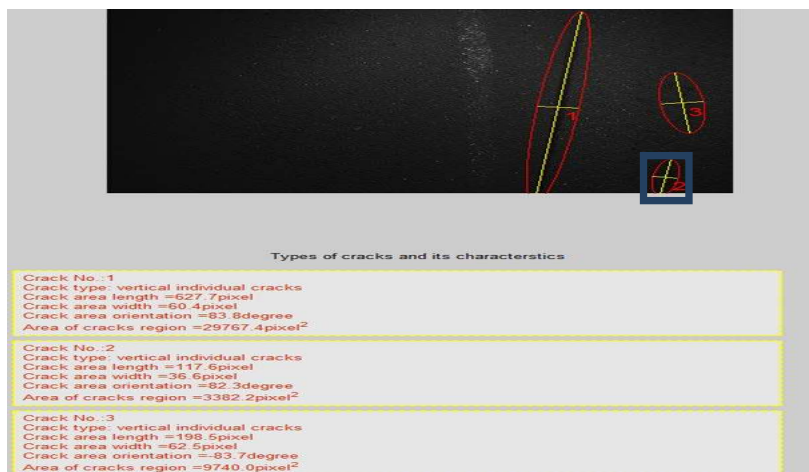 1
3
2
Types of cracks and its characterstics
Crack No.:1
Crack type: vertical individual cracks
Crack area length =627.7pixel
Crack area width =60.4pixel
Crack area orientation =83.8degree
Area of cracks region =29767.4pixel²
Crack No.:2
Crack type: vertical individual cracks
Crack area length =117.6pixel
Crack area width =36.6pixel
Crack area orientation =82.3degree
Area of cracks region =3382.2pixel²
Crack No.:3
Crack type: vertical individual cracks
Crack area length =198.5pixel
Crack area width =62.5pixel
Crack area orientation =-83.7degree
Area of cracks region =9740.0pixel²